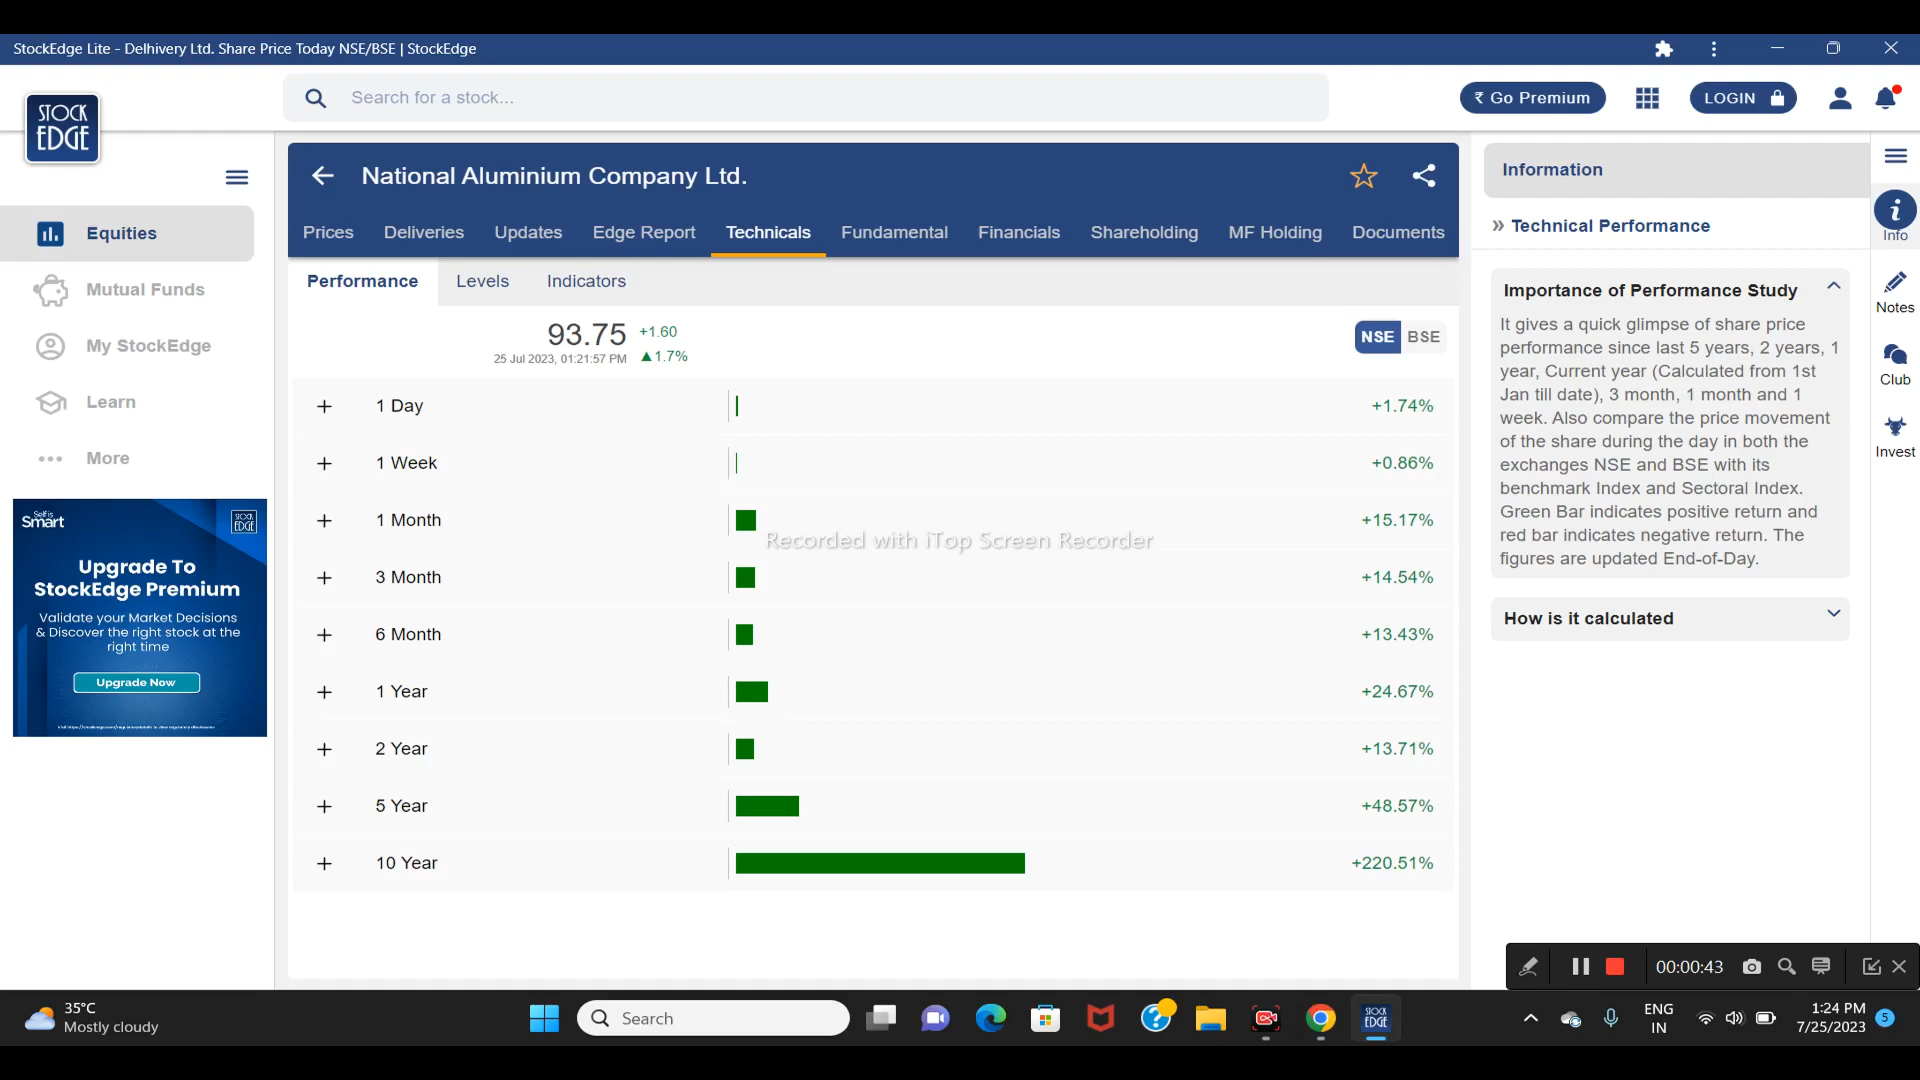 StockEdge Lite - Delhivery Ltd. Share Price Today NSE/BSE | StockEdge
STOCK
EDGE
Search for a stock...
₹ Go Premium
LOGIN
National Aluminium Company Ltd.
Prices Deliveries Updates Edge Report Technicals Fundamental Financials Shareholding MF Holding Documents
Performance Levels Indicators
93.75 +1.60
25 Jul 2023, 01:21:57 PM ▲1.7%
NSE BSE
+ 1 Day +1.74%
+ 1 Week +0.86%
+ 1 Month +15.17%
+ 3 Month +14.54%
+ 6 Month +13.43%
+ 1 Year +24.67%
+ 2 Year +13.71%
+ 5 Year +48.57%
+ 10 Year +220.51%
Recorded with iTop Screen Recorder
Equities
Mutual Funds
My StockEdge
Learn
More
Self is
Smart
STOCK
EDGE
Upgrade To
StockEdge Premium
Validate your Market Decisions
& Discover the right stock at the
right time
Upgrade Now
Information
» Technical Performance
Importance of Performance Study
It gives a quick glimpse of share price
performance since last 5 years, 2 years, 1
year, Current year (Calculated from 1st
Jan till date), 3 month, 1 month and 1
week. Also compare the price movement
of the share during the day in both the
exchanges NSE and BSE with its
benchmark Index and Sectoral Index.
Green Bar indicates positive return and
red bar indicates negative return. The
figures are updated End-of-Day.
How is it calculated
Info
Notes
Club
Invest
00:00:43
35°C
Mostly cloudy
Search
STOCK
EDGE
ENG
IN
1:24 PM
7/25/2023
5